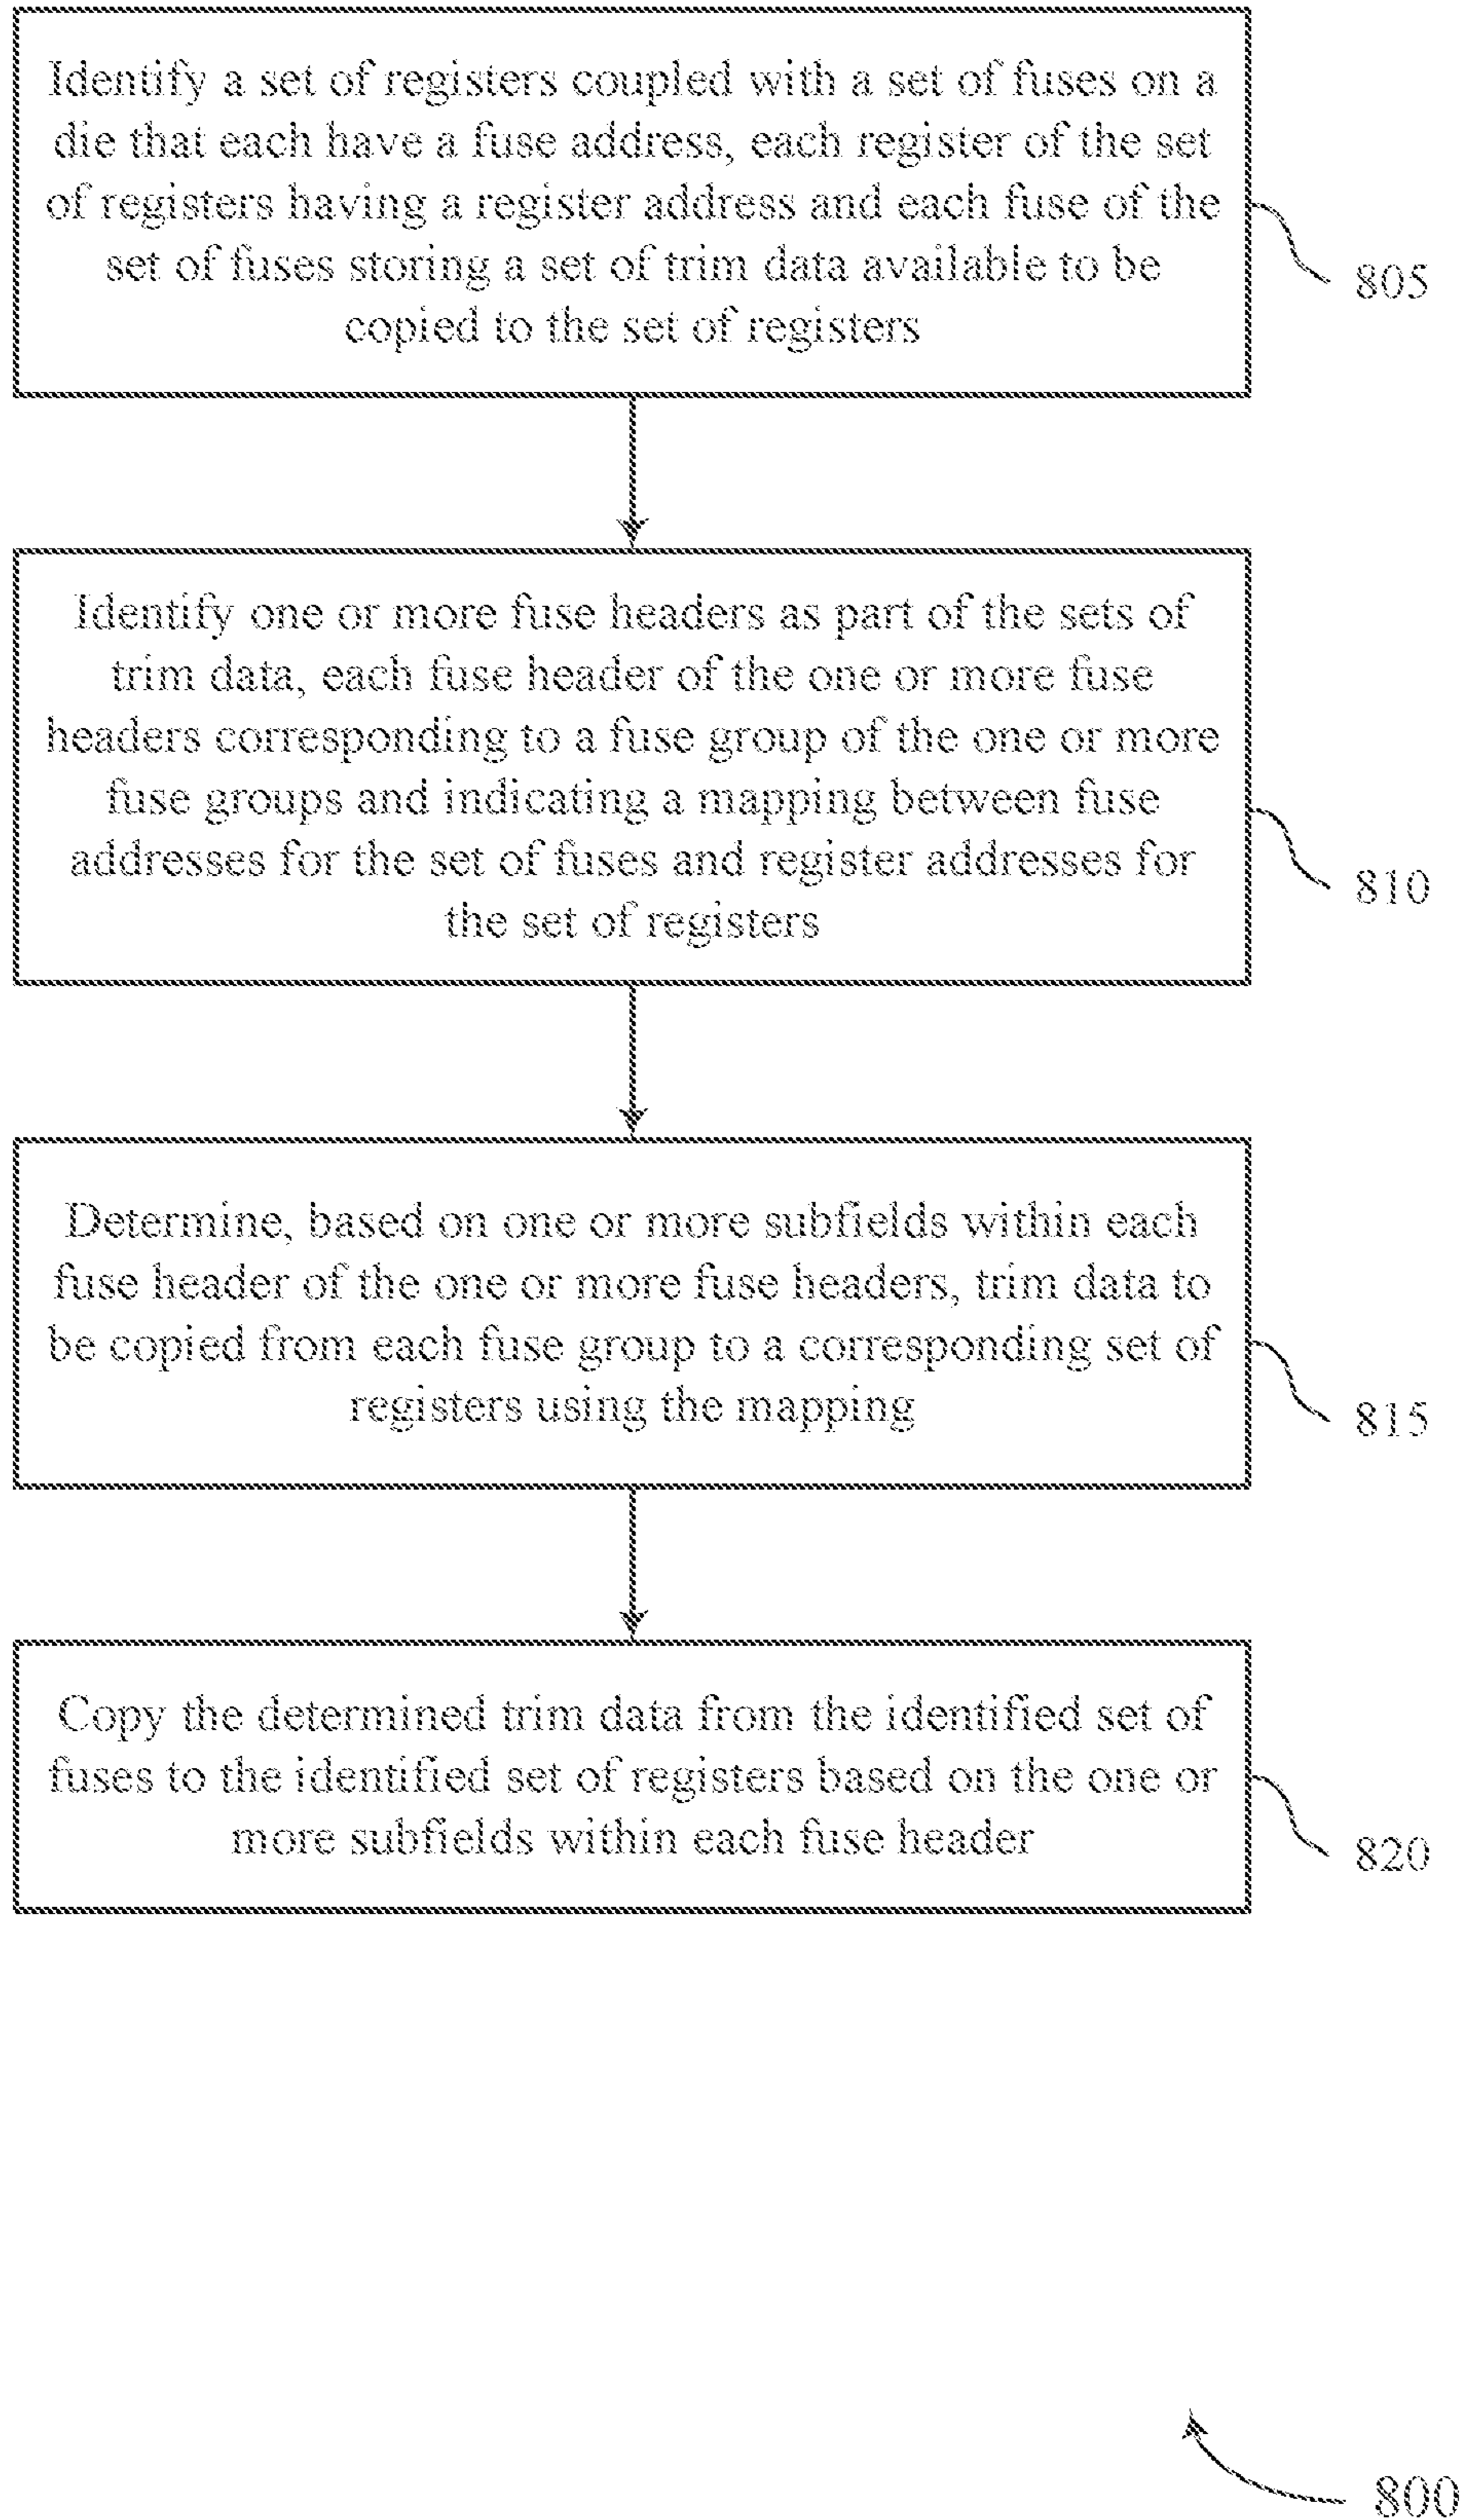 Identify a set of registers coupled with a set of fuses on a
die that each have a fuse address, each register of the set
of registers having a register address and each fuse of the
set of fuses storing a set of trim data available to be
copied to the set of registers
805
Identify one or more fuse headers as part of the sets of
trim data, each fuse header of the one or more fuse
headers corresponding to a fuse group of the one or more
fuse groups and indicating a mapping between fuse
addresses for the set of fuses and register addresses for
the set of registers
810
Determine, based on one or more subfields within each
fuse header of the one or more fuse headers, trim data to
be copied from each fuse group to a corresponding set of
registers using the mapping
815
Copy the determined trim data from the identified set of
fuses to the identified set of registers based on the one or
more subfields within each fuse header
820
800